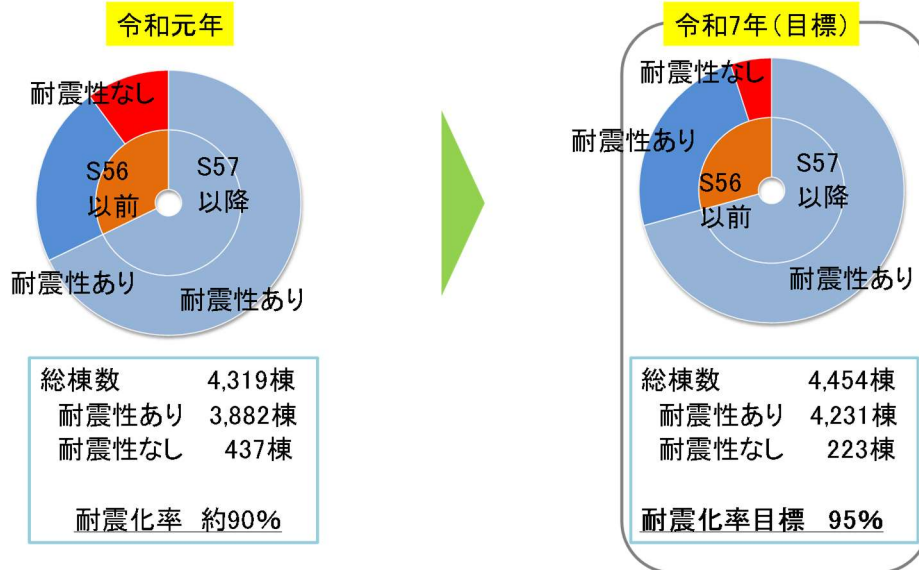 令和元年
耐震性なし
S56
以前
S57
以降
耐震性あり
耐震性あり
総棟数 4,319棟
耐震性あり 3,882棟
耐震性なし 437棟
耐震化率 約90%
令和7年(目標)
耐震性なし
耐震性あり
S56
以前
S57
以降
耐震性あり
総棟数 4,454棟
耐震性あり 4,231棟
耐震性なし 223棟
耐震化率目標 95%